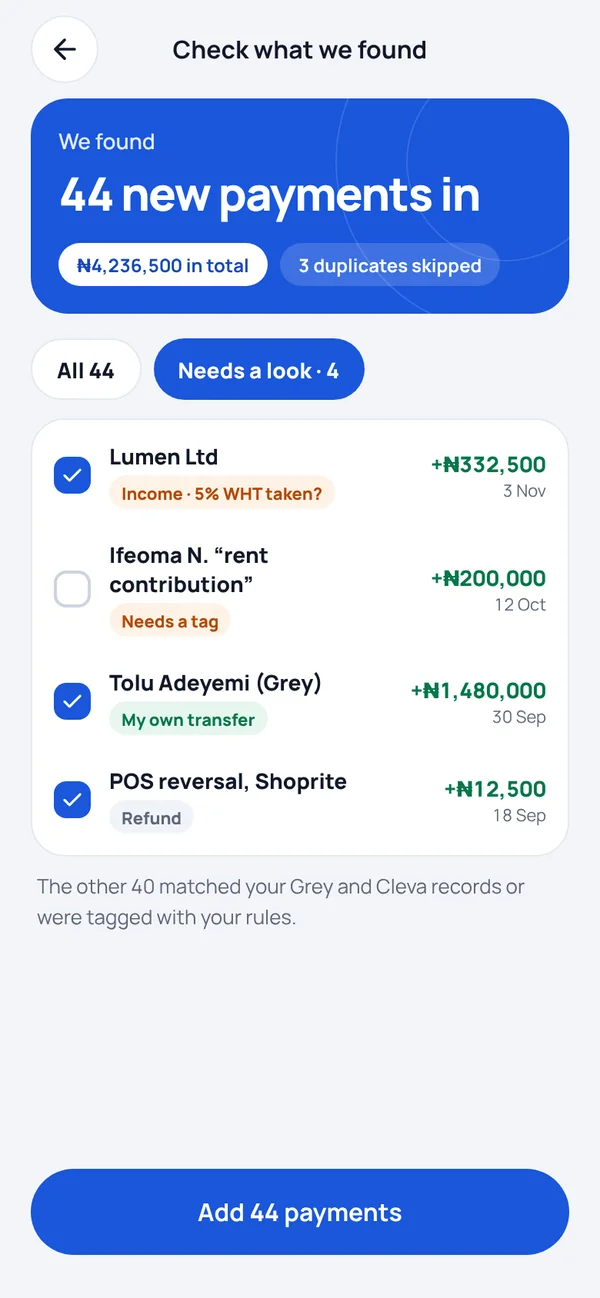 Check what we found
We found
44 new payments in
₦4,236,500 in total
3 duplicates skipped
All 44
Needs a look · 4
Lumen Ltd
Income · 5% WHT taken?
+₦332,500
3 Nov
Ifeoma N. “rent
contribution”
Needs a tag
+₦200,000
12 Oct
Tolu Adeyemi (Grey)
My own transfer
+₦1,480,000
30 Sep
POS reversal, Shoprite
Refund
+₦12,500
18 Sep
The other 40 matched your Grey and Cleva records or
were tagged with your rules.
Add 44 payments